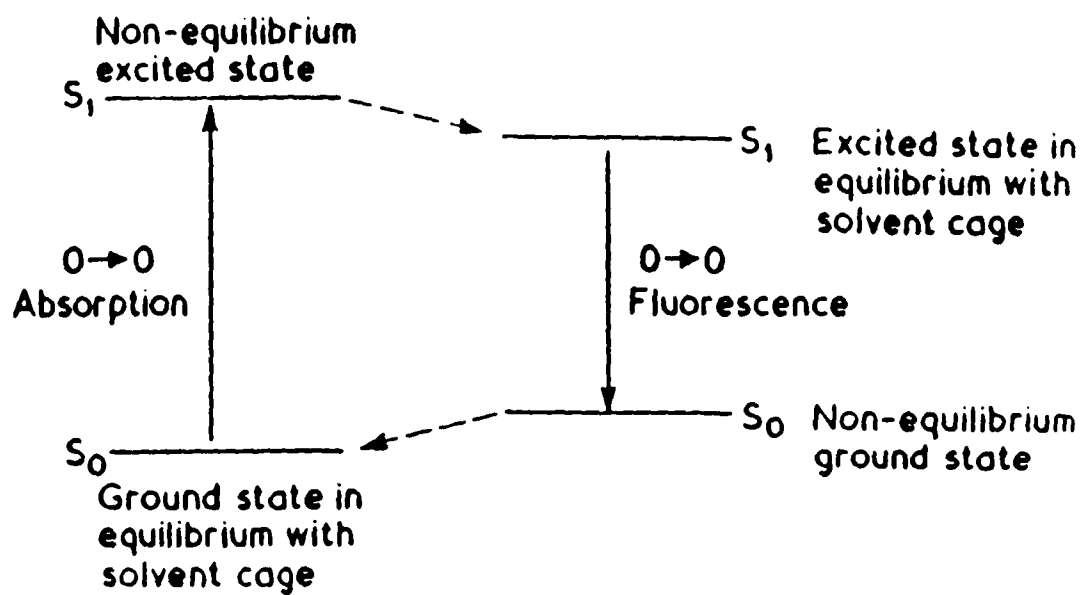 Non-equilibrium
excited state
S₁
S₁ Excited state in
equilibrium with
solvent cage
0→0
Absorption
0→0
Fluorescence
S₀ Non-equilibrium
ground state
S₀
Ground state in
equilibrium with
solvent cage